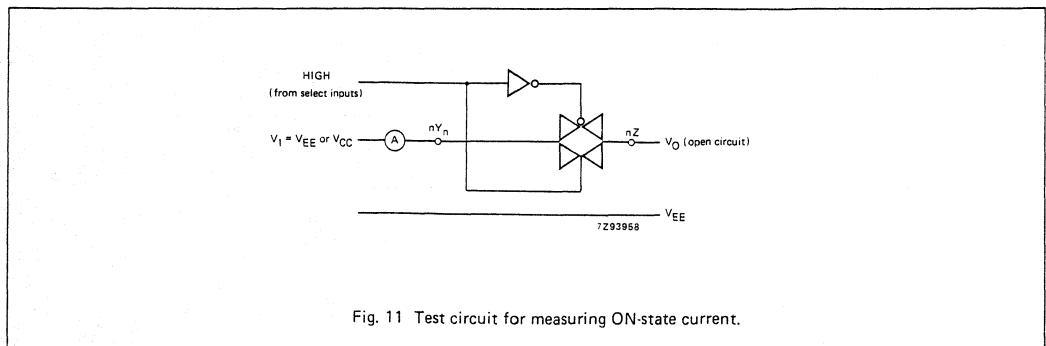 HIGH
(from select inputs)
V_I = V_EE or V_CC
A
nY_n
nZ
V_O (open circuit)
V_EE
7Z93968
Fig. 11 Test circuit for measuring ON-state current.